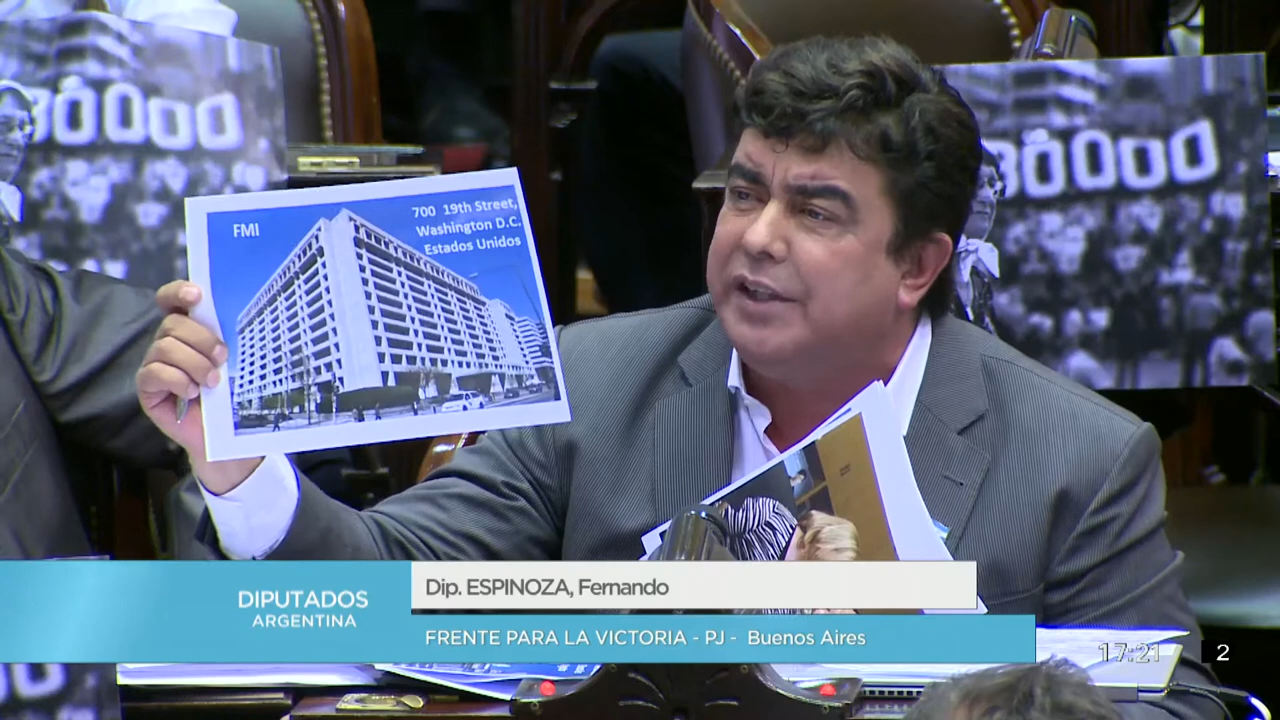 30000
FMI
700 19th Street,
Washington D.C.
Estados Unidos
30000
DIPUTADOS
ARGENTINA
Dip. ESPINOZA, Fernando
FRENTE PARA LA VICTORIA - PJ - Buenos Aires
17:21
2